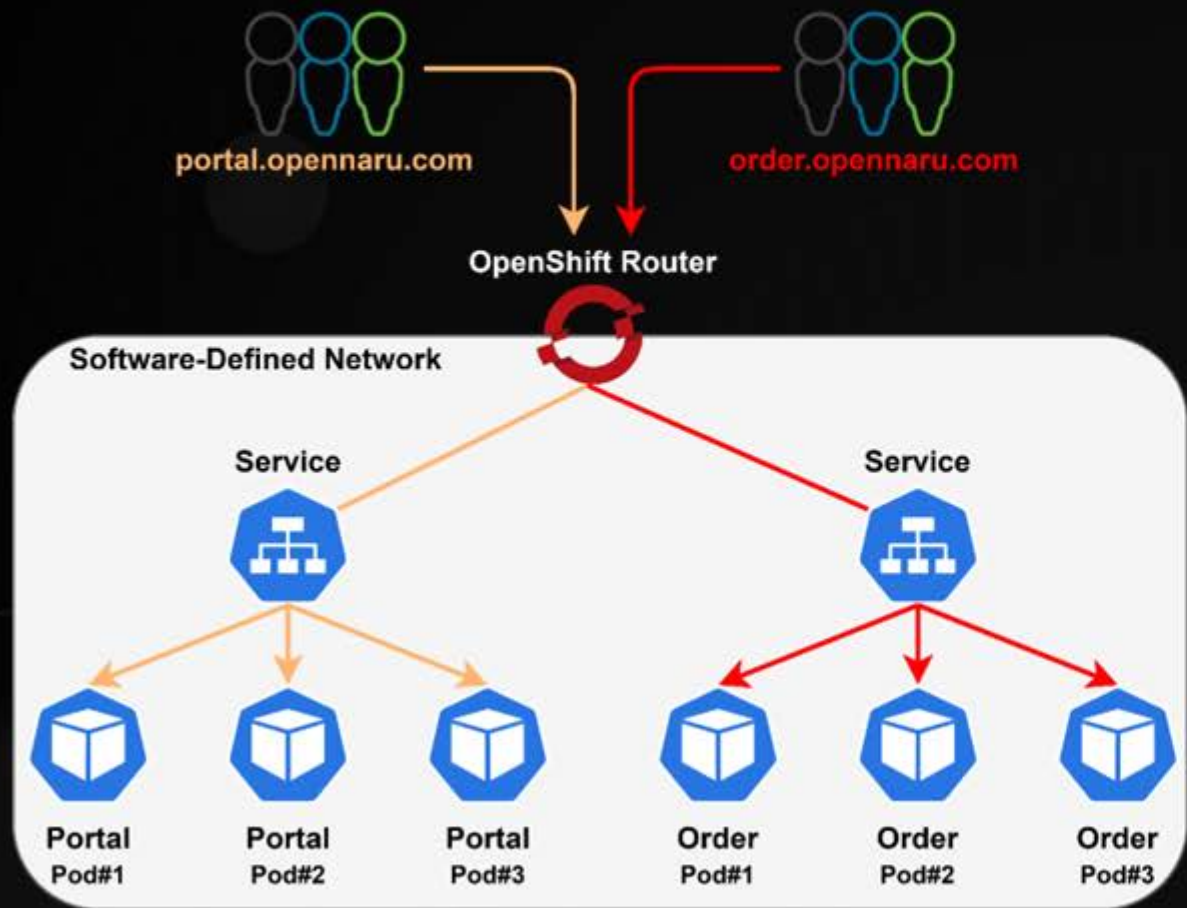 portal.opennaru.com
order.opennaru.com
OpenShift Router
Software-Defined Network
Service
Service
Portal
Pod#1
Portal
Pod#2
Portal
Pod#3
Order
Pod#1
Order
Pod#2
Order
Pod#3